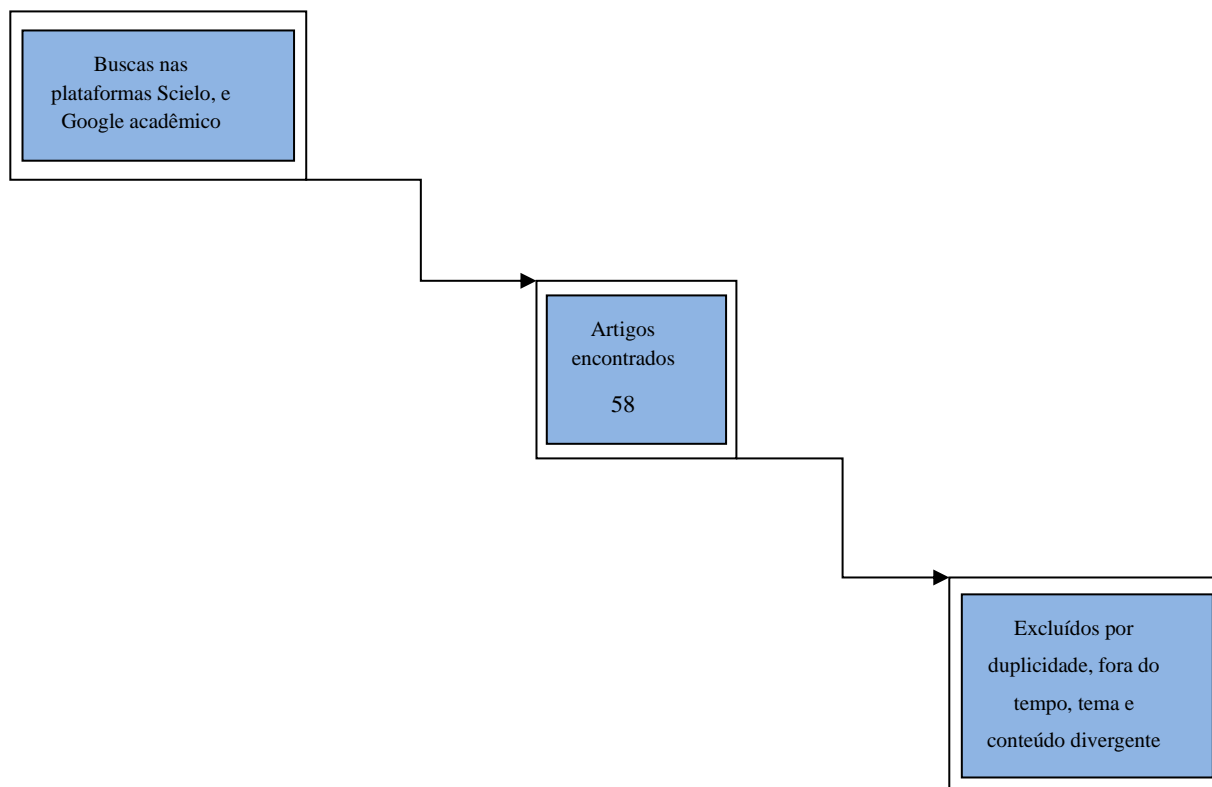 Buscas nas
plataformas Scielo, e
Google acadêmico
Artigos
encontrados
58
Excluídos por
duplicidade, fora do
tempo, tema e
conteúdo divergente